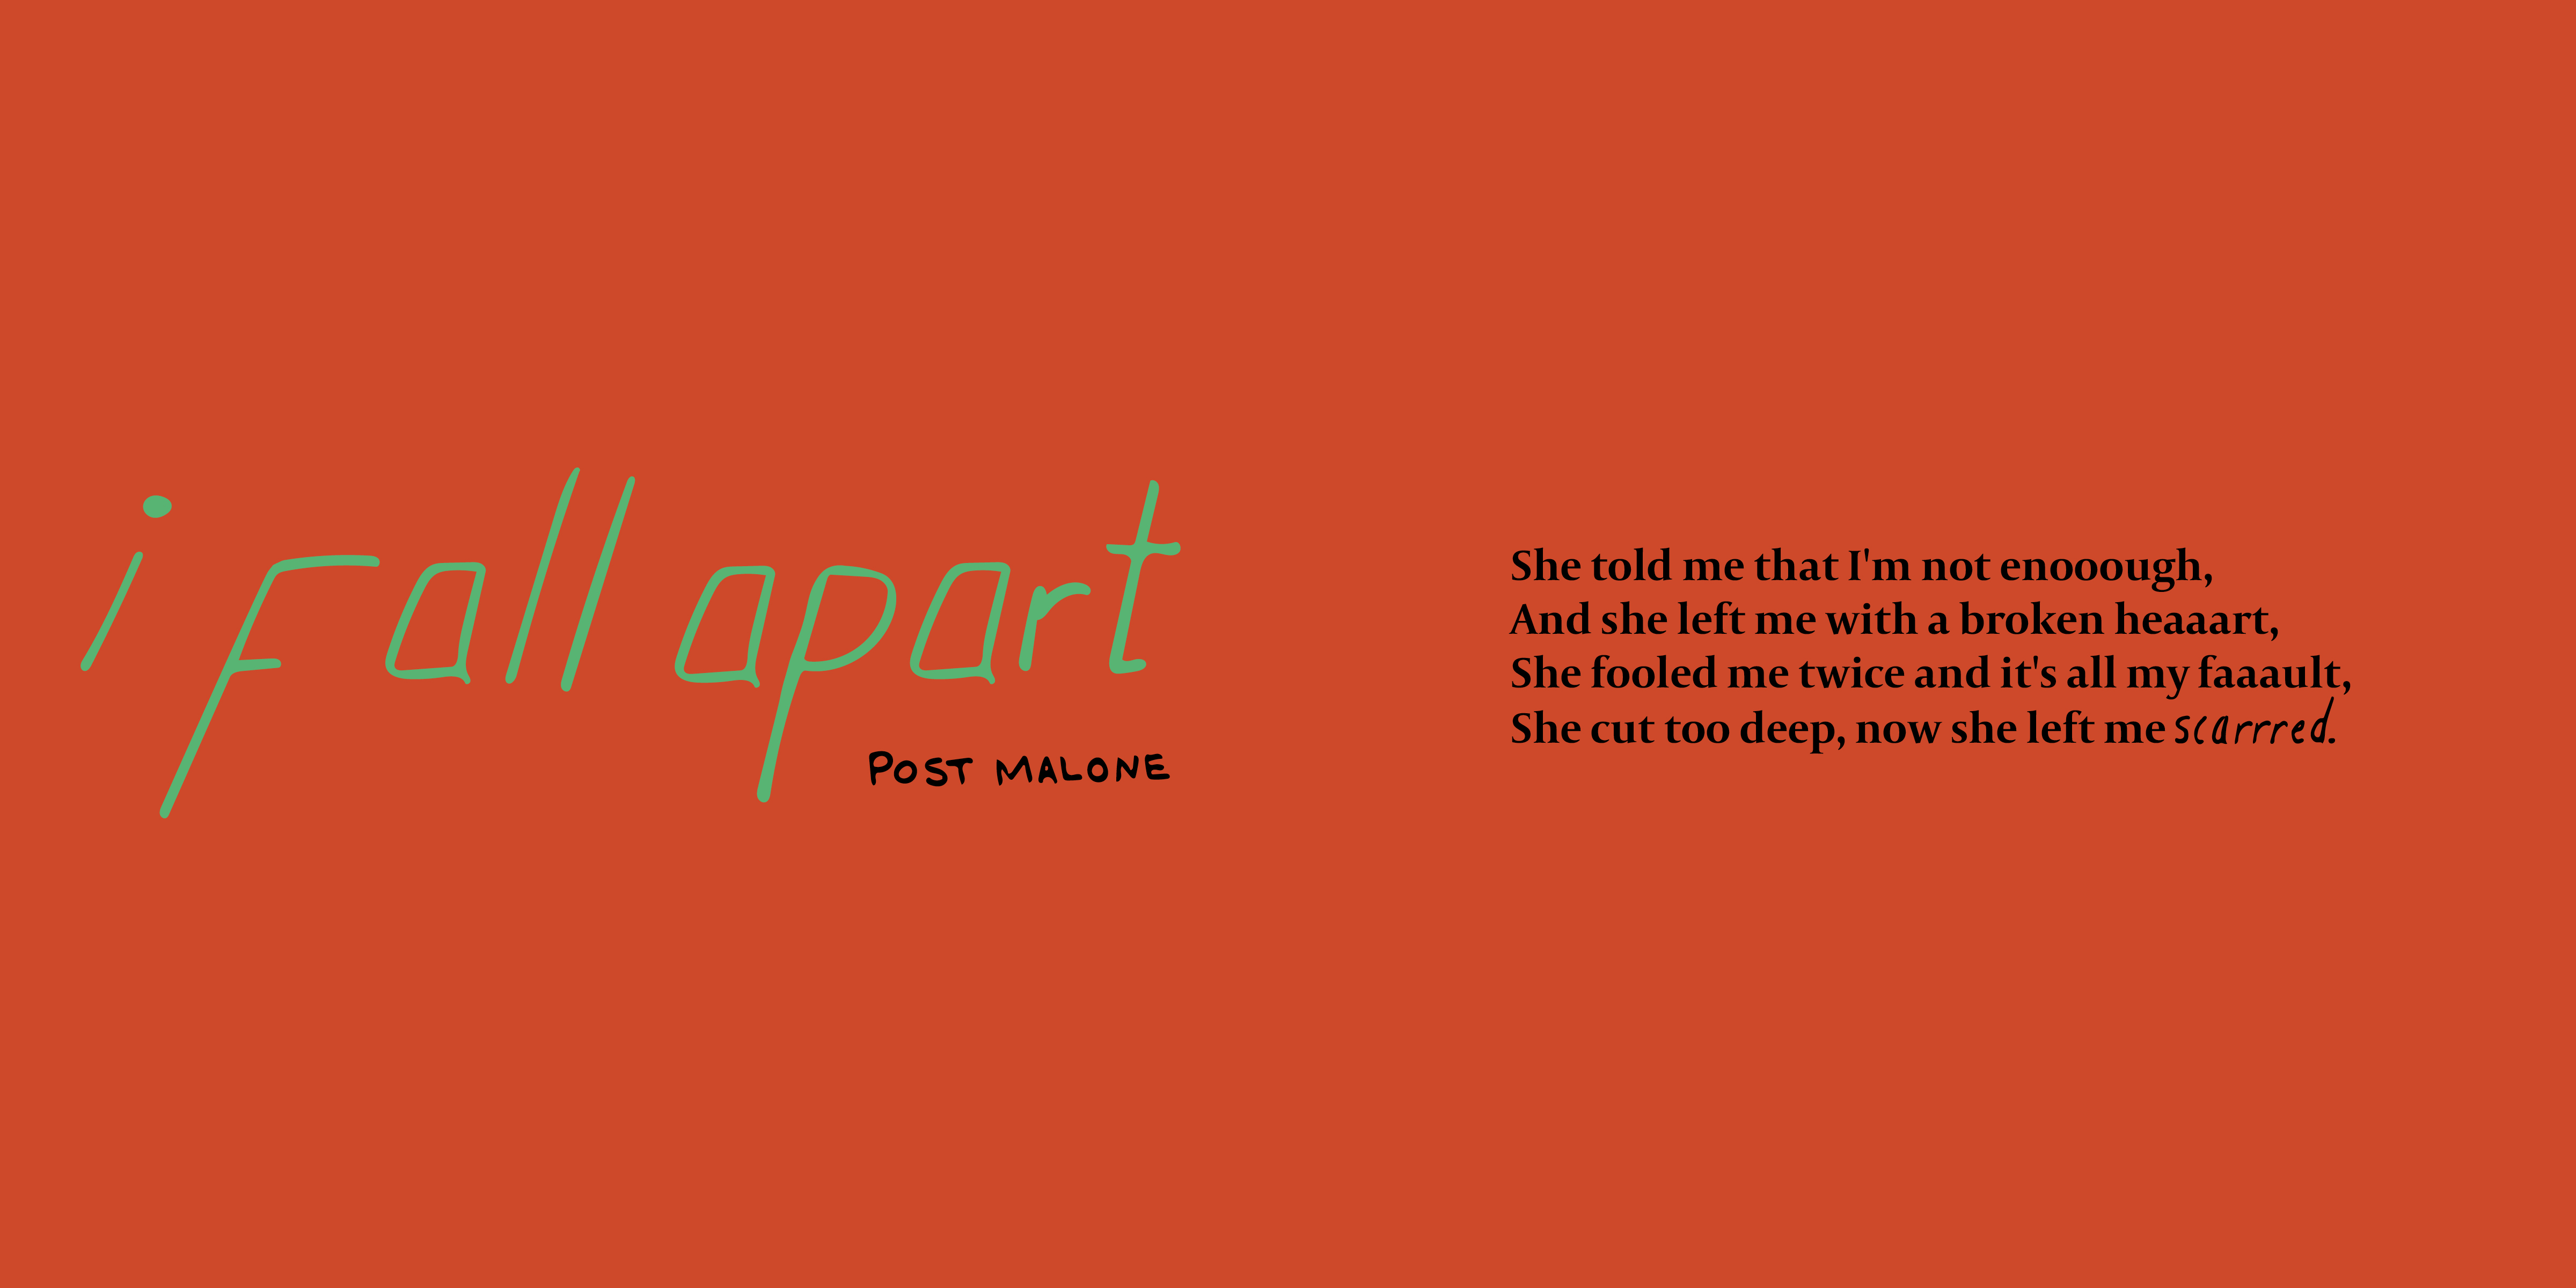 i fall apart
POST MALONE
She told me that I'm not enooough,
And she left me with a broken heaaart,
She fooled me twice and it's all my faaault,
She cut too deep, now she left me scarrred.